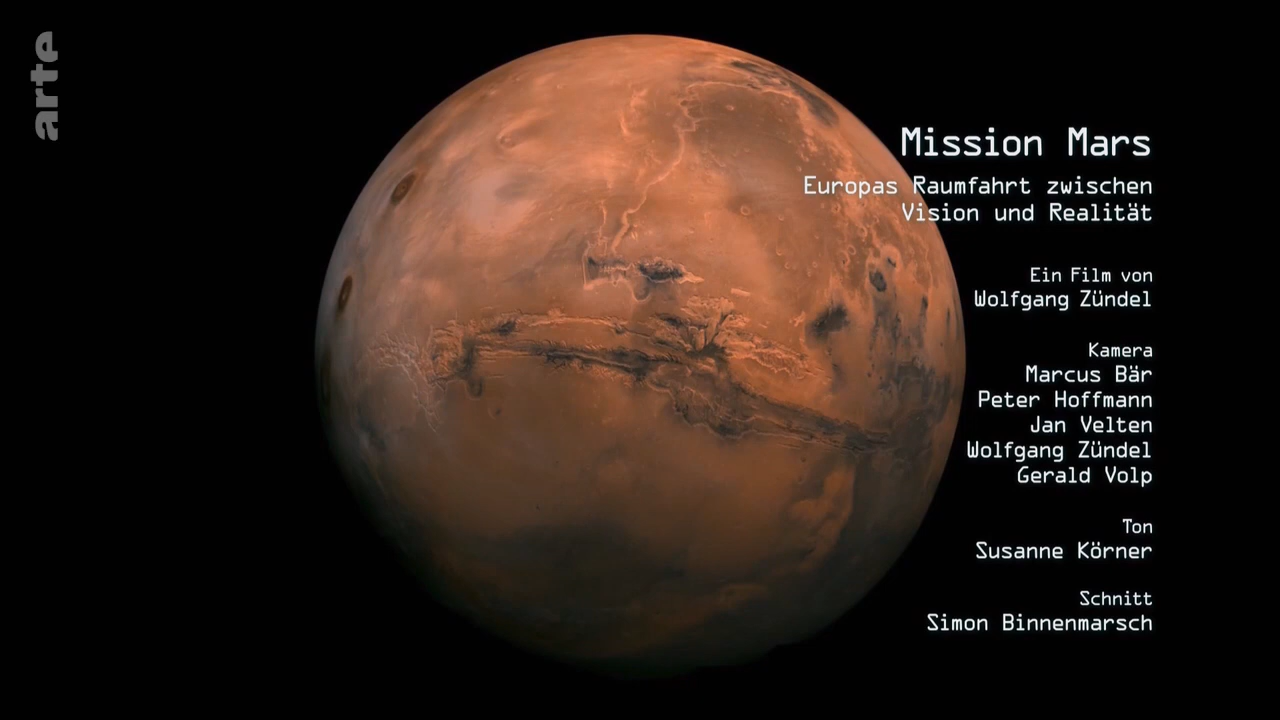 arte
Mission Mars
Europas Raumfahrt zwischen
Vision und Realität
Ein Film von
Wolfgang Zündel
Kamera
Marcus Bär
Peter Hoffmann
Jan Velten
Wolfgang Zündel
Gerald Volp
Ton
Susanne Körner
Schnitt
Simon Binnenmarsch